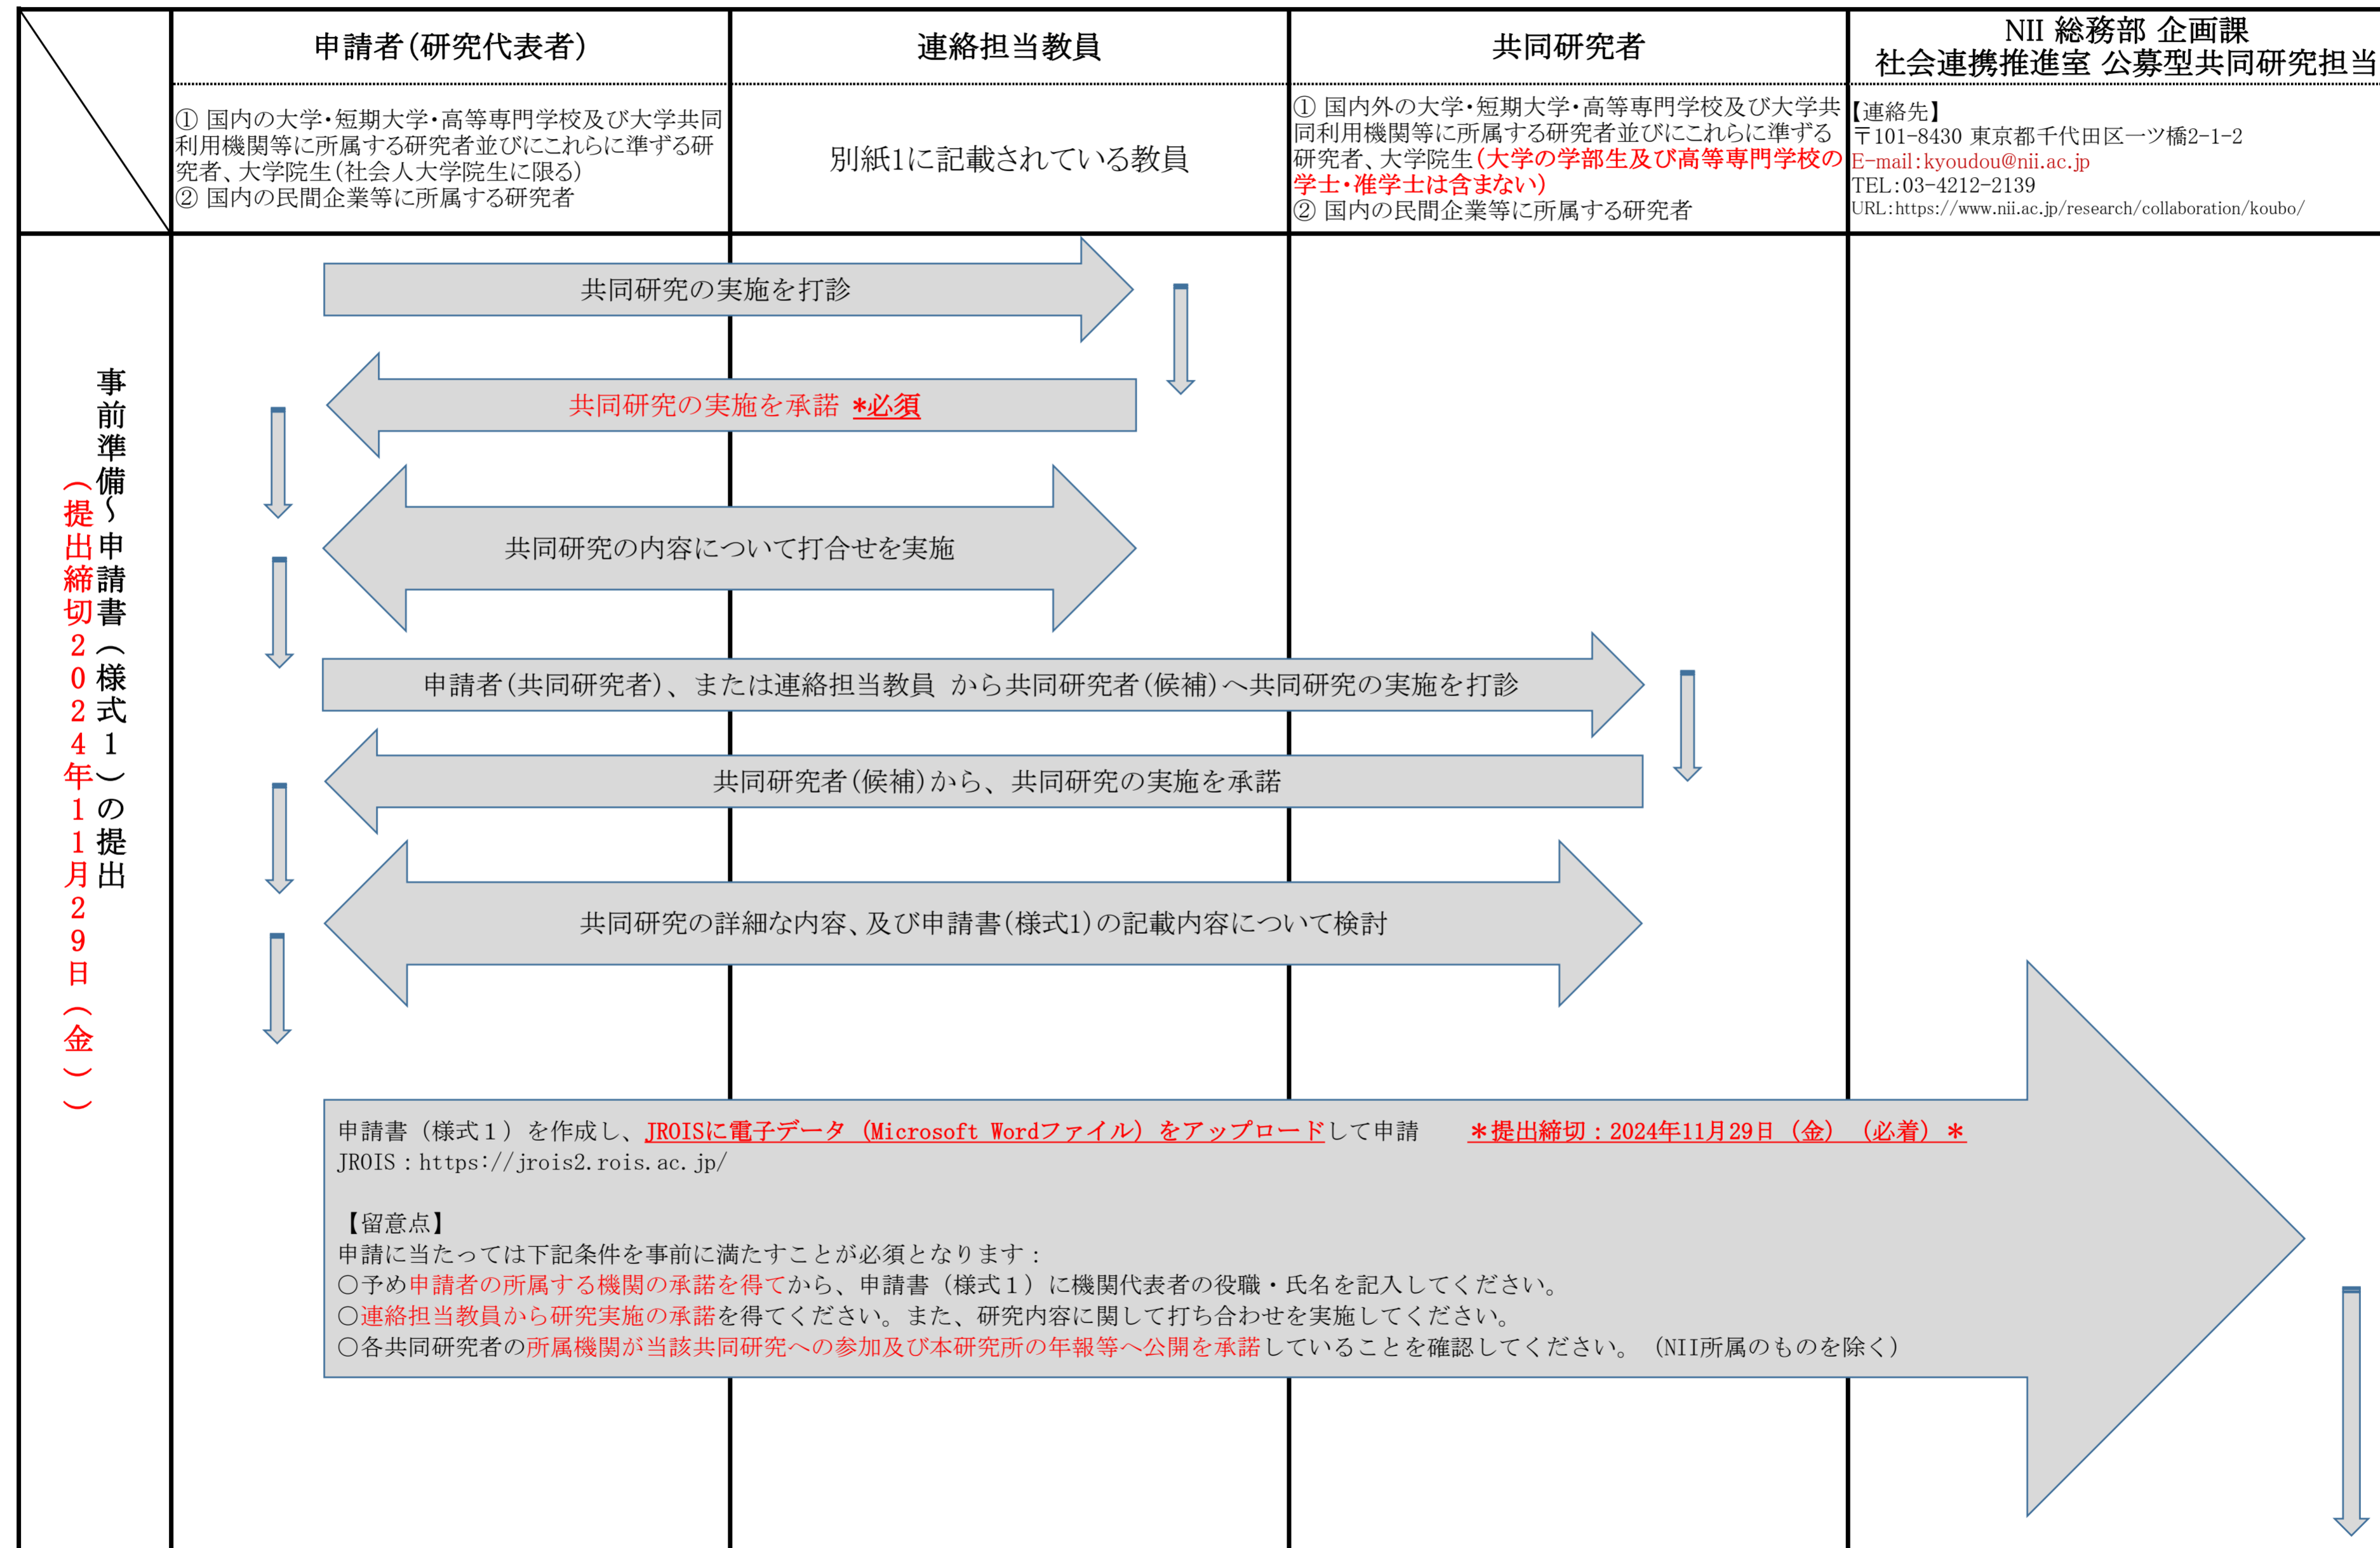 申請者(研究代表者)
連絡担当教員
共同研究者
NII 総務部 企画課
社会連携推進室 公募型共同研究担当
① 国内の大学・短期大学・高等専門学校及び大学共同
利用機関等に所属する研究者並びにこれらに準ずる研
究者、大学院生(社会人大学院生に限る)
② 国内の民間企業等に所属する研究者
別紙1に記載されている教員
① 国内外の大学・短期大学・高等専門学校及び大学共
同利用機関等に所属する研究者並びにこれらに準ずる
研究者、大学院生(大学の学部生及び高等専門学校の
学士・准学士は含まない)
② 国内の民間企業等に所属する研究者
【連絡先】
〒101-8430 東京都千代田区一ツ橋2-1-2
E-mail:kyoudou@nii.ac.jp
TEL:03-4212-2139
URL:https://www.nii.ac.jp/research/collaboration/koubo/
事前準備～申請書(様式1)の提出
(提出締切2024年11月29日(金))
共同研究の実施を打診
共同研究の実施を承諾 *必須
共同研究の内容について打合せを実施
申請者(共同研究者)、または連絡担当教員 から共同研究者(候補)へ共同研究の実施を打診
共同研究者(候補)から、共同研究の実施を承諾
共同研究の詳細な内容、及び申請書(様式1)の記載内容について検討
申請書（様式１）を作成し、JROISに電子データ（Microsoft Wordファイル）をアップロードして申請　　＊提出締切：2024年11月29日（金）（必着）＊
JROIS：https://jrois2.rois.ac.jp/
【留意点】
申請に当たっては下記条件を事前に満たすことが必須となります：
○予め申請者の所属する機関の承諾を得てから、申請書（様式１）に機関代表者の役職・氏名を記入してください。
○連絡担当教員から研究実施の承諾を得てください。また、研究内容に関して打ち合わせを実施してください。
○各共同研究者の所属機関が当該共同研究への参加及び本研究所の年報等へ公開を承諾していることを確認してください。（NII所属のものを除く）